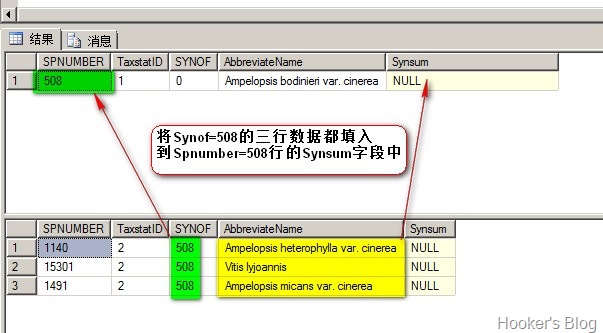 结果 消息
SPNUMBER TaxstatID SYNOF AbbreviateName Synsum
1 508 1 0 Ampelopsis bodinieri var. cinerea NULL
将Synof=508的三行数据都填入
到Spnumber=508行的Synsum字段中
SPNUMBER TaxstatID SYNOF AbbreviateName Synsum
1 1140 2 508 Ampelopsis heterophylla var. cinerea NULL
2 15301 2 508 Vitis lyjoannis NULL
3 1491 2 508 Ampelopsis micans var. cinerea NULL
Hooker's Blog